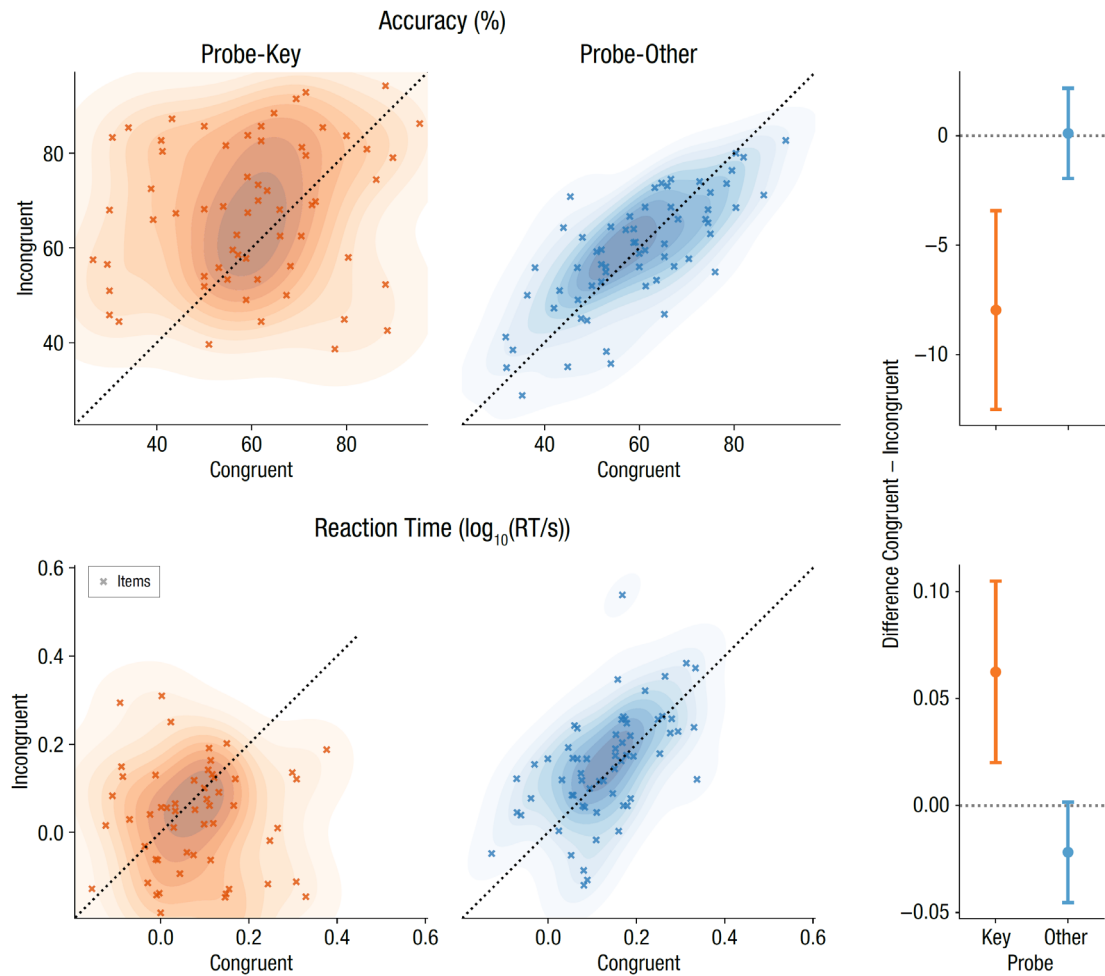 Accuracy (%)
Probe-Key
Probe-Other
Incongruent
80
60
40
40
60
80
Congruent
40
60
80
Congruent
0
−5
−10
Difference Congruent – Incongruent
Reaction Time (log10(RT/s))
Items
Incongruent
0.6
0.4
0.2
0.0
0.0
0.2
0.4
0.6
Congruent
0.0
0.2
0.4
0.6
Congruent
0.10
0.05
0.00
−0.05
Key
Other
Probe